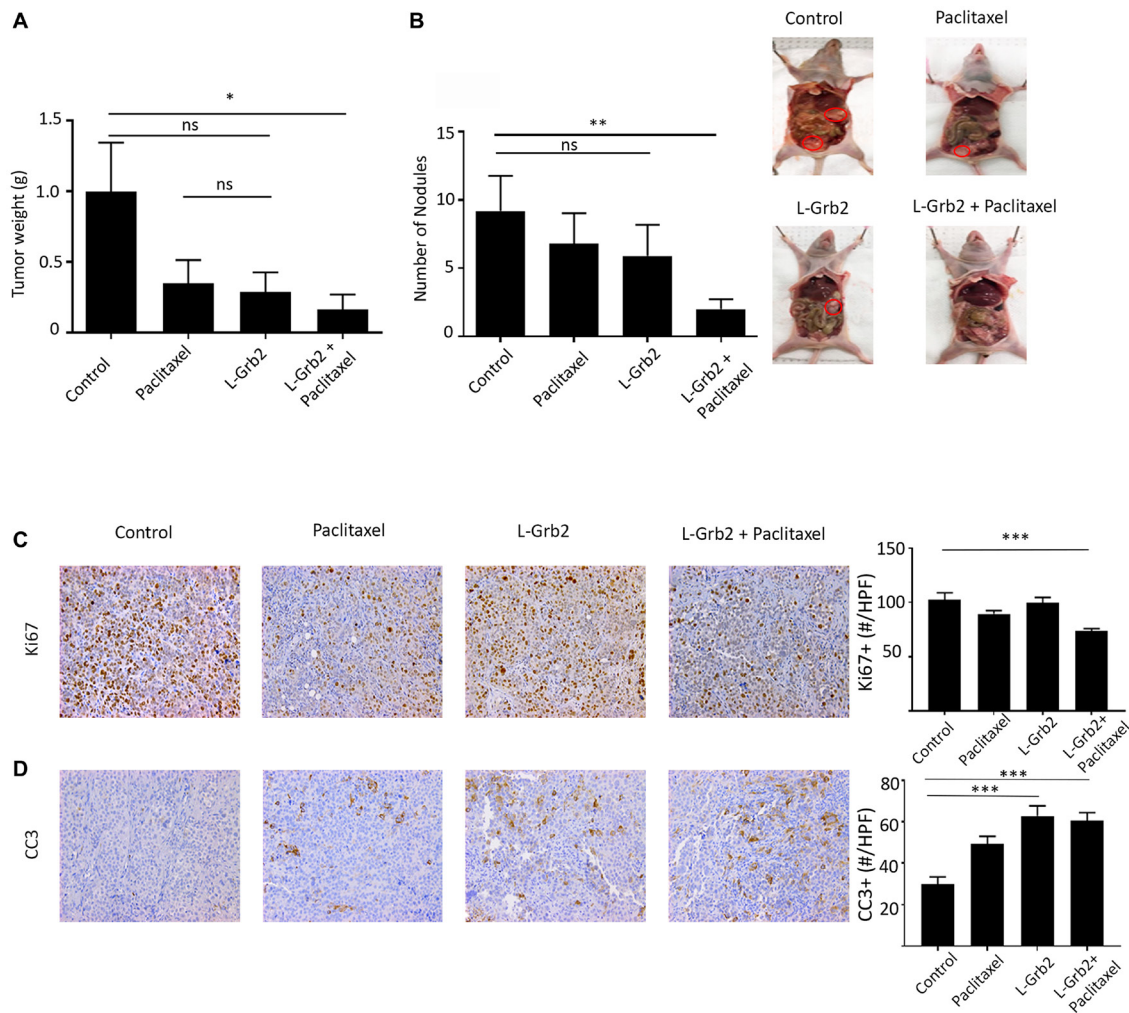 A
Tumor weight (g)
1.5
1.0
0.5
0
*
ns
ns
Control
Paclitaxel
L-Grb2
L-Grb2 +
Paclitaxel
B
Number of Nodules
15
10
5
0
**
ns
Control
Paclitaxel
L-Grb2
L-Grb2 +
Paclitaxel
Control
Paclitaxel
L-Grb2
L-Grb2 + Paclitaxel
C
Control
Paclitaxel
L-Grb2
L-Grb2 + Paclitaxel
Ki67
Ki67+ (#/HPF)
150
100
50
***
Control
Paclitaxel
L-Grb2
L-Grb2+
Paclitaxel
D
CC3
CC3+ (#/HPF)
80
60
40
20
***
***
Control
Paclitaxel
L-Grb2
L-Grb2+
Paclitaxel